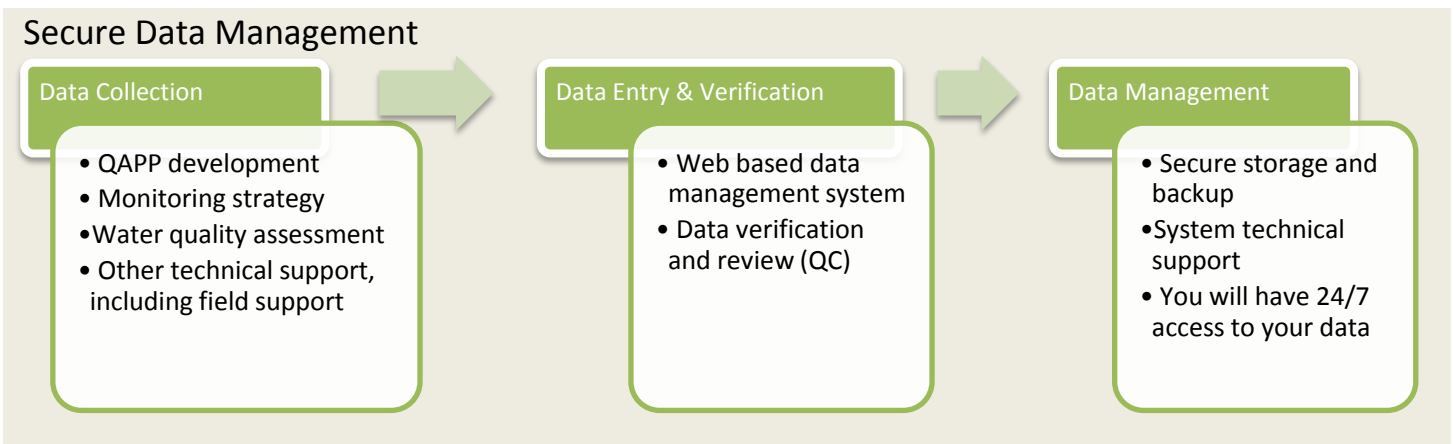 Secure Data Management
Data Collection
• QAPP development
• Monitoring strategy
•Water quality assessment
• Other technical support,
including field support
Data Entry & Verification
• Web based data
management system
• Data verification
and review (QC)
Data Management
• Secure storage and
backup
•System technical
support
• You will have 24/7
access to your data